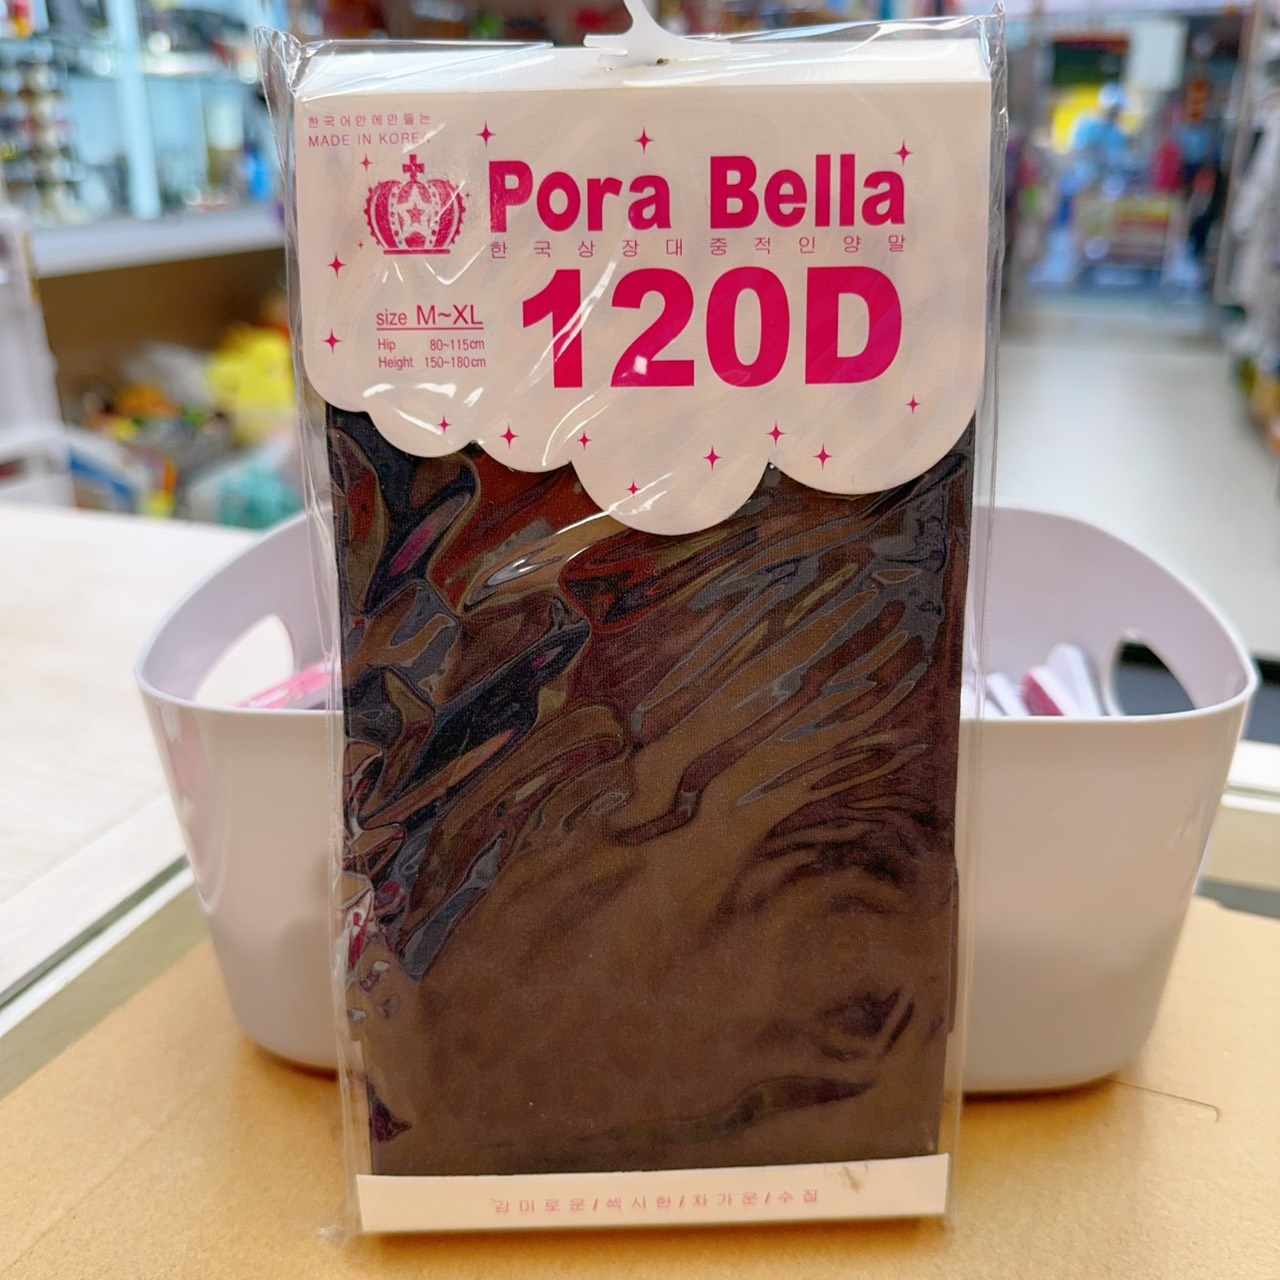 한국어안에만들는
MADE IN KOREA
Pora Bella
한국상장대중적인양말
120D
size M~XL
Hip 80~115cm
Height 150~180cm
감미로운/섹시한/차가운/수질